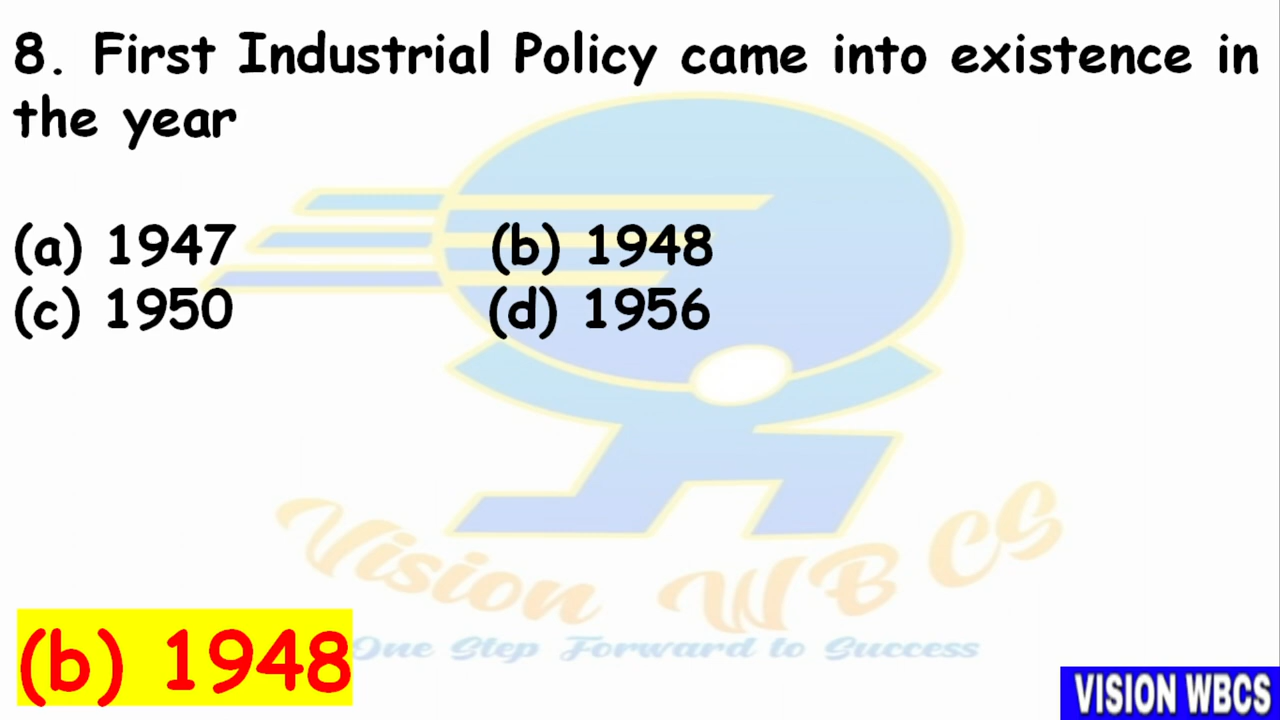 8. First Industrial Policy came into existence in
the year
(a) 1947 (b) 1948
(c) 1950 (d) 1956
Vision WBCS
One Step Forward to Success
(b) 1948
VISION WBCS